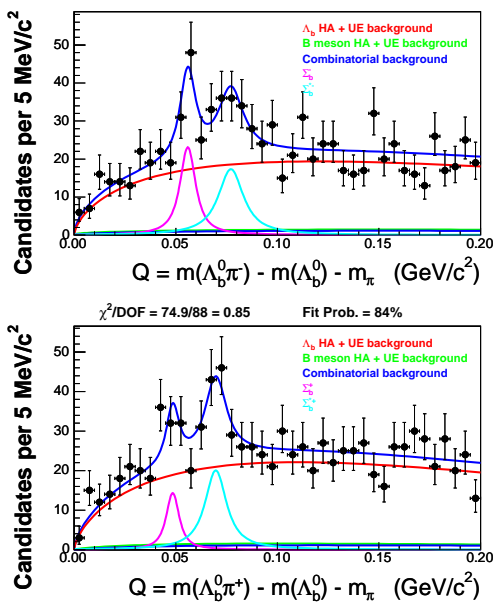 Candidates per 5 MeV/c²
50
40
30
20
10
0
Λb HA + UE background
B meson HA + UE background
Combinatorial background
Σb⁻
Σb*⁻
0.00 0.05 0.10 0.15 0.20
Q = m(Λb⁰π⁻) - m(Λb⁰) - mπ (GeV/c²)
χ²/DOF = 74.9/88 = 0.85 Fit Prob. = 84%
Candidates per 5 MeV/c²
50
40
30
20
10
0
Λb HA + UE background
B meson HA + UE background
Combinatorial background
Σb⁺
Σb*⁺
0.00 0.05 0.10 0.15 0.20
Q = m(Λb⁰π⁺) - m(Λb⁰) - mπ (GeV/c²)